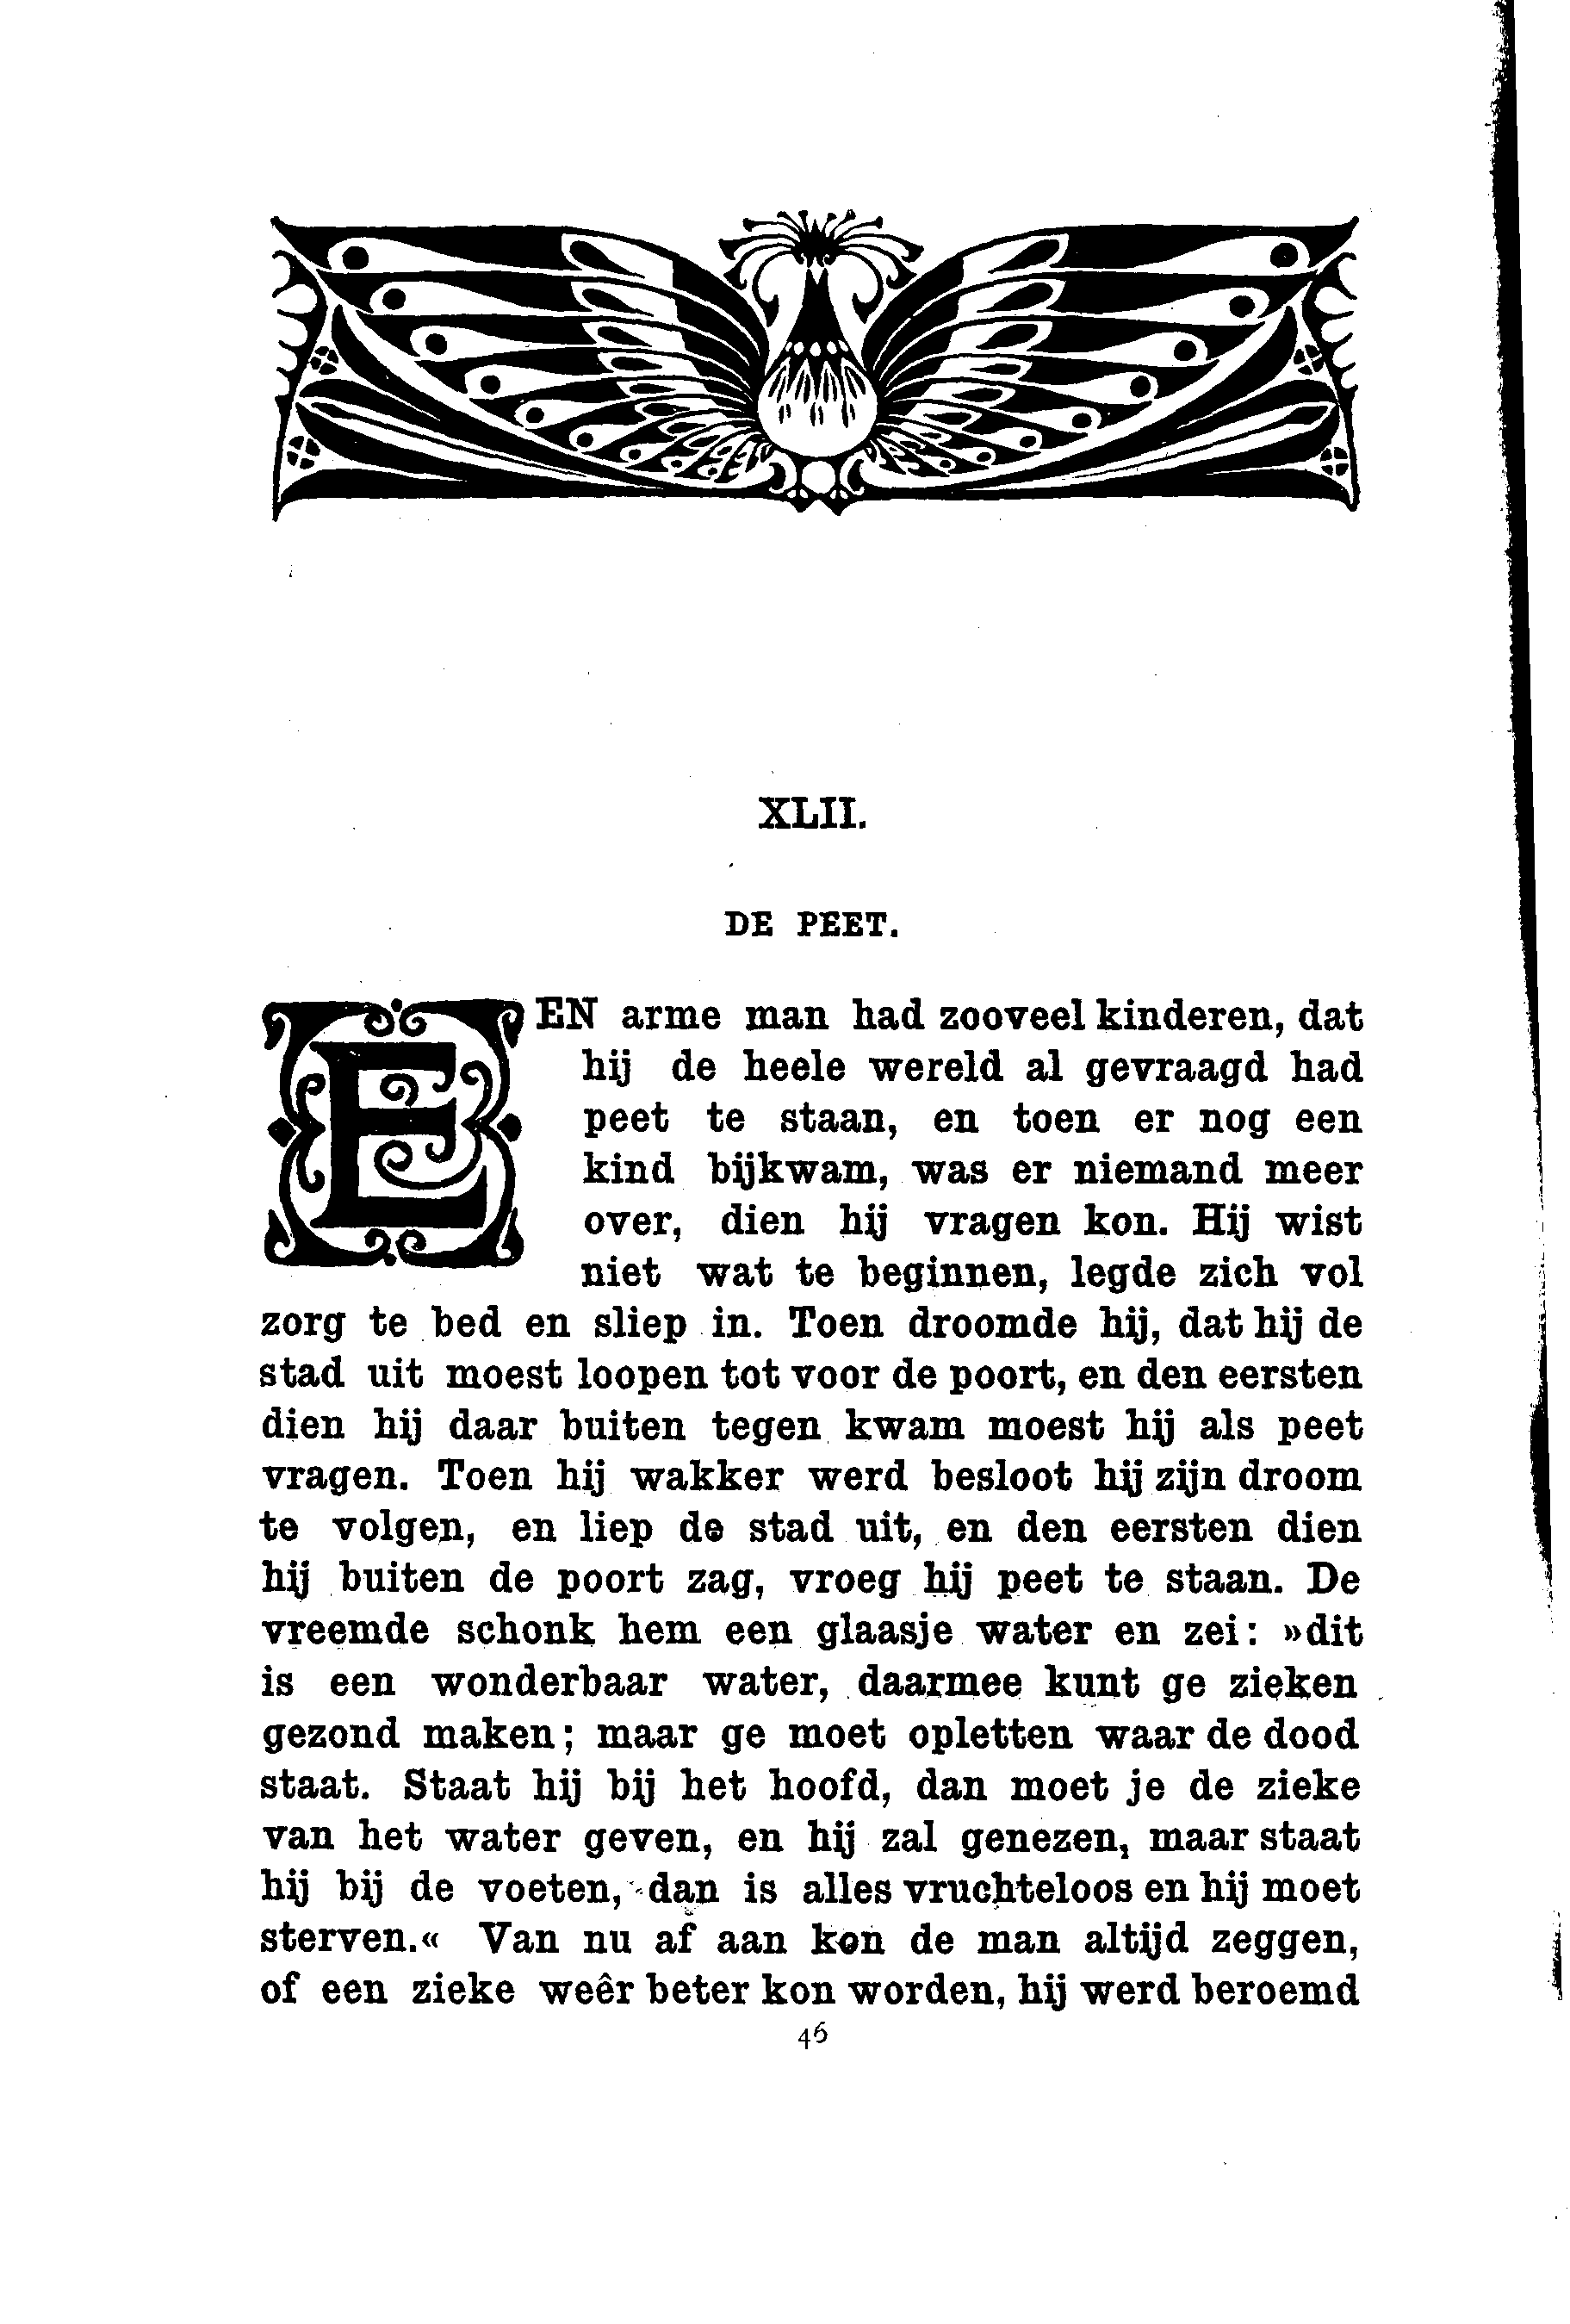 XLII.
DE PEET.
EEN arme man had zooveel kinderen, dat
hij de heele wereld al gevraagd had
peet te staan, en toen er nog een
kind bijkwam, was er niemand meer
over, dien hij vragen kon. Hij wist
niet wat te beginnen, legde zich vol
zorg te bed en sliep in. Toen droomde hij, dat hij de
stad uit moest loopen tot voor de poort, en den eersten
dien hij daar buiten tegen kwam moest hij als peet
vragen. Toen hij wakker werd besloot hij zijn droom
te volgen, en liep de stad uit, en den eersten dien
hij buiten de poort zag, vroeg hij peet te staan. De
vreemde schonk hem een glaasje water en zei: »dit
is een wonderbaar water, daarmee kunt ge zieken
gezond maken; maar ge moet opletten waar de dood
staat. Staat hij bij het hoofd, dan moet je de zieke
van het water geven, en hij zal genezen, maar staat
hij bij de voeten, dan is alles vruchteloos en hij moet
sterven.« Van nu af aan kon de man altijd zeggen,
of een zieke weêr beter kon worden, hij werd beroemd
46